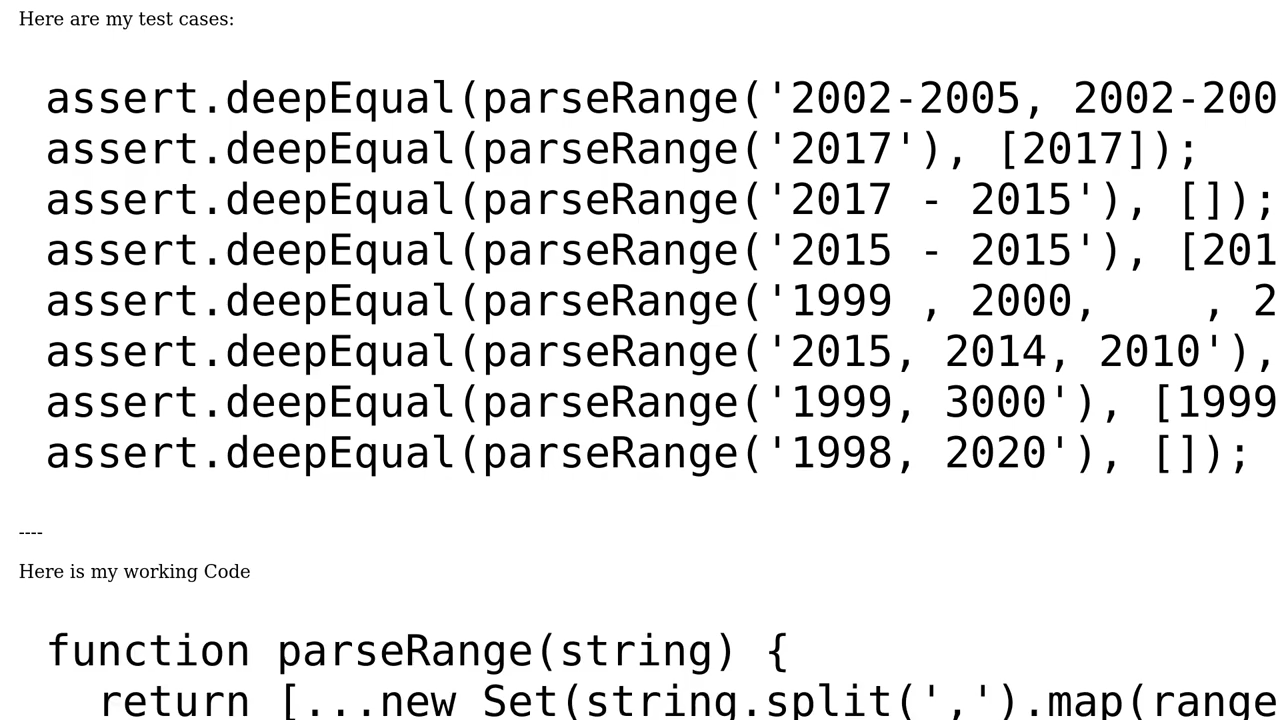 Here are my test cases:
assert.deepEqual(parseRange('2002-2005, 2002-200
assert.deepEqual(parseRange('2017'), [2017]);
assert.deepEqual(parseRange('2017 - 2015'), []);
assert.deepEqual(parseRange('2015 - 2015'), [201
assert.deepEqual(parseRange('1999 , 2000,    , 2
assert.deepEqual(parseRange('2015, 2014, 2010'),
assert.deepEqual(parseRange('1999, 3000'), [1999
assert.deepEqual(parseRange('1998, 2020'), []);
----
Here is my working Code
function parseRange(string) {
return [...new Set(string.split(',').map(range